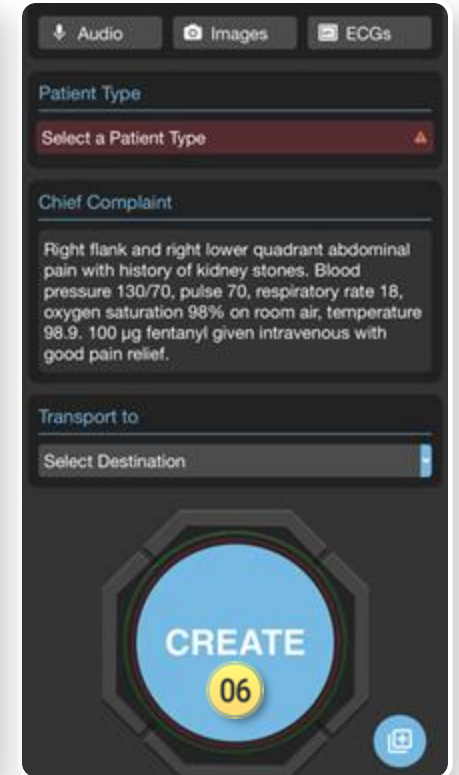 Audio Images ECGs
Patient Type
Select a Patient Type
Chief Complaint
Right flank and right lower quadrant abdominal
pain with history of kidney stones. Blood
pressure 130/70, pulse 70, respiratory rate 18,
oxygen saturation 98% on room air, temperature
98.9. 100 µg fentanyl given intravenous with
good pain relief.
Transport to
Select Destination
CREATE
06